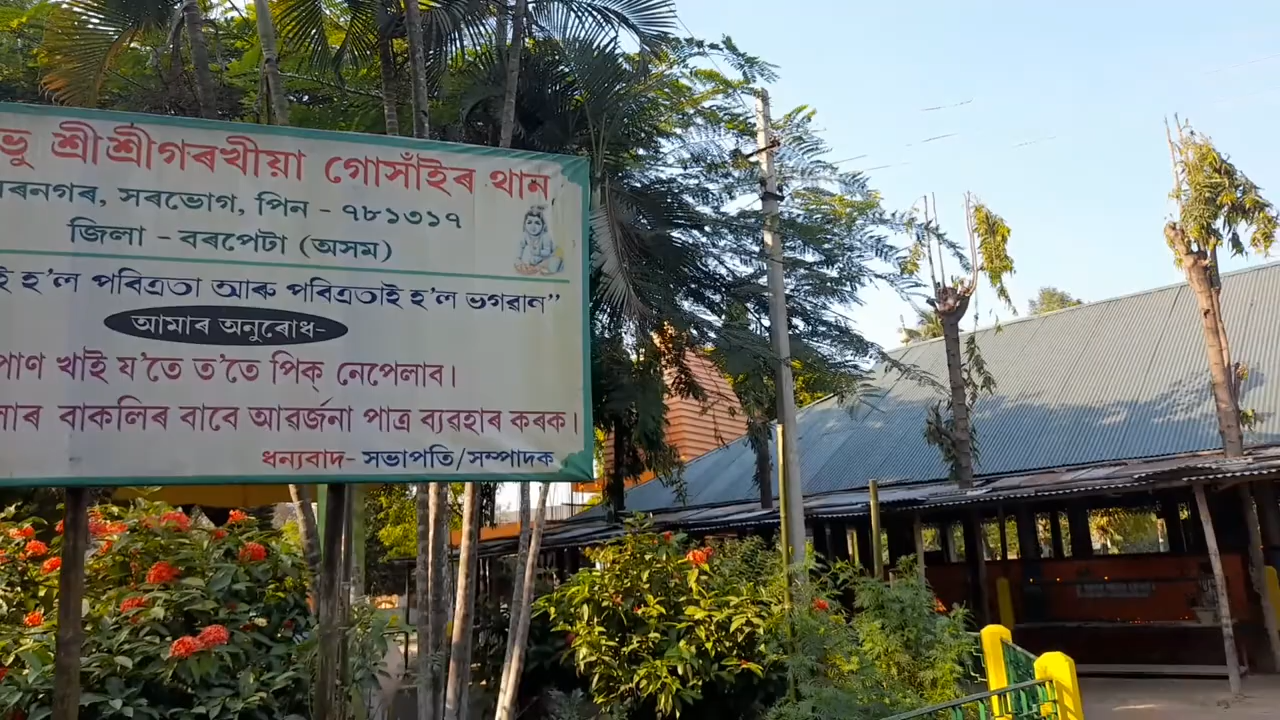 শ্ৰীশ্ৰীগৰখীয়া গোসাঁইৰ থান
সৰভোগ, পিন - ৭৮১৩১৭
জিলা - বৰপেটা (অসম)
হ'ল পবিত্ৰতা আৰু পবিত্ৰতাই হ'ল ভগৱান"
আমাৰ অনুৰোধ-
পাণ খাই য'তে ত'তে পিক্ নেপেলাব।
বাকলিৰ বাবে আৱৰ্জনা পাত্ৰ ব্যৱহাৰ কৰক।
ধন্যবাদ- সভাপতি/সম্পাদক